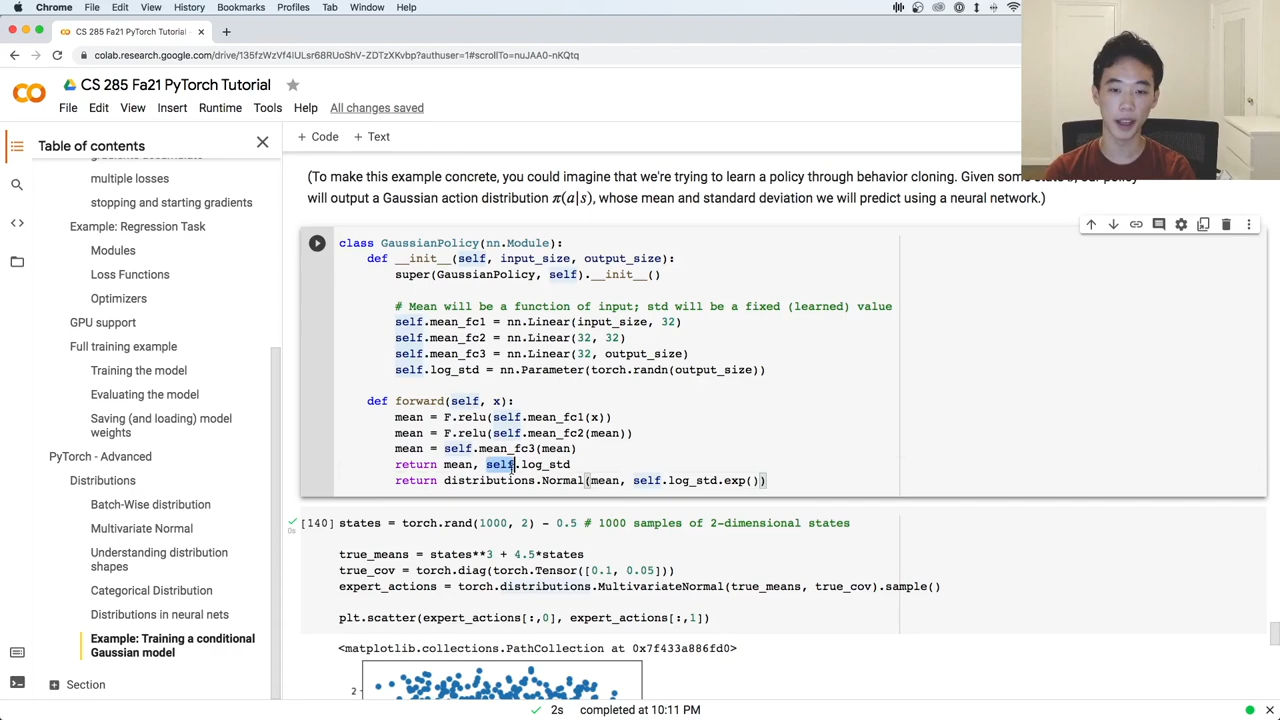 Chrome File Edit View History Bookmarks Profiles Tab Window Help
CS 285 Fa21 PyTorch Tutorial
colab.research.google.com/drive/135fzWzVf4lULsr68RUoShV-ZDTzXKvbp?authuser=1#scrollTo=nuJAA0-nKQtq
CS 285 Fa21 PyTorch Tutorial
File Edit View Insert Runtime Tools Help All changes saved
Table of contents
+ Code + Text
gradients accumulate
multiple losses
stopping and starting gradients
Example: Regression Task
Modules
Loss Functions
Optimizers
GPU support
Full training example
Training the model
Evaluating the model
Saving (and loading) model
weights
PyTorch - Advanced
Distributions
Batch-Wise distribution
Multivariate Normal
Understanding distribution
shapes
Categorical Distribution
Distributions in neural nets
Example: Training a conditional
Gaussian model
Section
(To make this example concrete, you could imagine that we're trying to learn a policy through behavior cloning. Given some state s, our policy
will output a Gaussian action distribution π(a|s), whose mean and standard deviation we will predict using a neural network.)
class GaussianPolicy(nn.Module):
def __init__(self, input_size, output_size):
super(GaussianPolicy, self).__init__()
# Mean will be a function of input; std will be a fixed (learned) value
self.mean_fc1 = nn.Linear(input_size, 32)
self.mean_fc2 = nn.Linear(32, 32)
self.mean_fc3 = nn.Linear(32, output_size)
self.log_std = nn.Parameter(torch.randn(output_size))
def forward(self, x):
mean = F.relu(self.mean_fc1(x))
mean = F.relu(self.mean_fc2(mean))
mean = self.mean_fc3(mean)
return mean, self.log_std
return distributions.Normal(mean, self.log_std.exp())
[140] states = torch.rand(1000, 2) - 0.5 # 1000 samples of 2-dimensional states
0s
true_means = states**3 + 4.5*states
true_cov = torch.diag(torch.Tensor([0.1, 0.05]))
expert_actions = torch.distributions.MultivariateNormal(true_means, true_cov).sample()
plt.scatter(expert_actions[:,0], expert_actions[:,1])
<matplotlib.collections.PathCollection at 0x7f433a886fd0>
2
2s completed at 10:11 PM